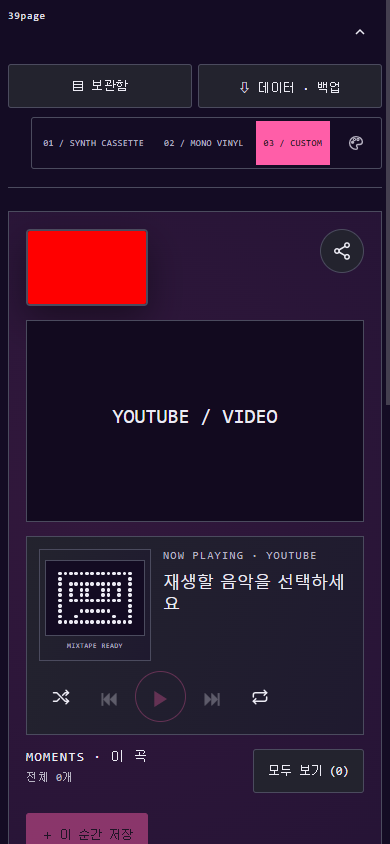 39page
보관함
데이터 · 백업
01 / SYNTH CASSETTE
02 / MONO VINYL
03 / CUSTOM
YOUTUBE / VIDEO
NOW PLAYING · YOUTUBE
재생할 음악을 선택하세
요
MIXTAPE READY
MOMENTS · 이 곡
전체 0개
모두 보기 (0)
+ 이 순간 저장